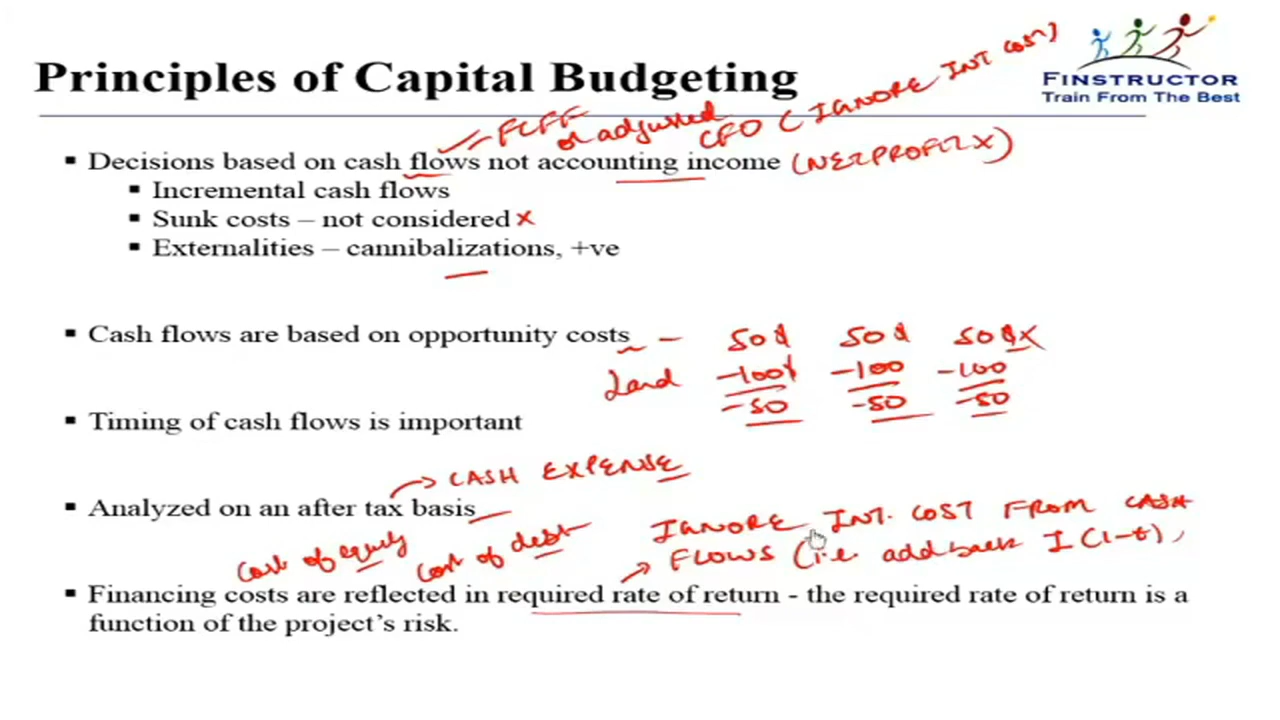 Principles of Capital Budgeting
FINSTRUCTOR
Train From The Best
FCFF or adjusted CFO (IGNORE INT COST)
Decisions based on cash flows not accounting income (NET PROFIT X)
Incremental cash flows
Sunk costs – not considered X
Externalities – cannibalizations, +ve
Cash flows are based on opportunity costs – 50$ 50$ 50$ X
Land -100$ -100 -100
-50 -50 -50
Timing of cash flows is important
→ CASH EXPENSE
Analyzed on an after tax basis
IGNORE INT. COST FROM CASH
cost of equity cost of debt → FLOWS (i.e add back I(1-t),
Financing costs are reflected in required rate of return - the required rate of return is a
function of the project's risk.